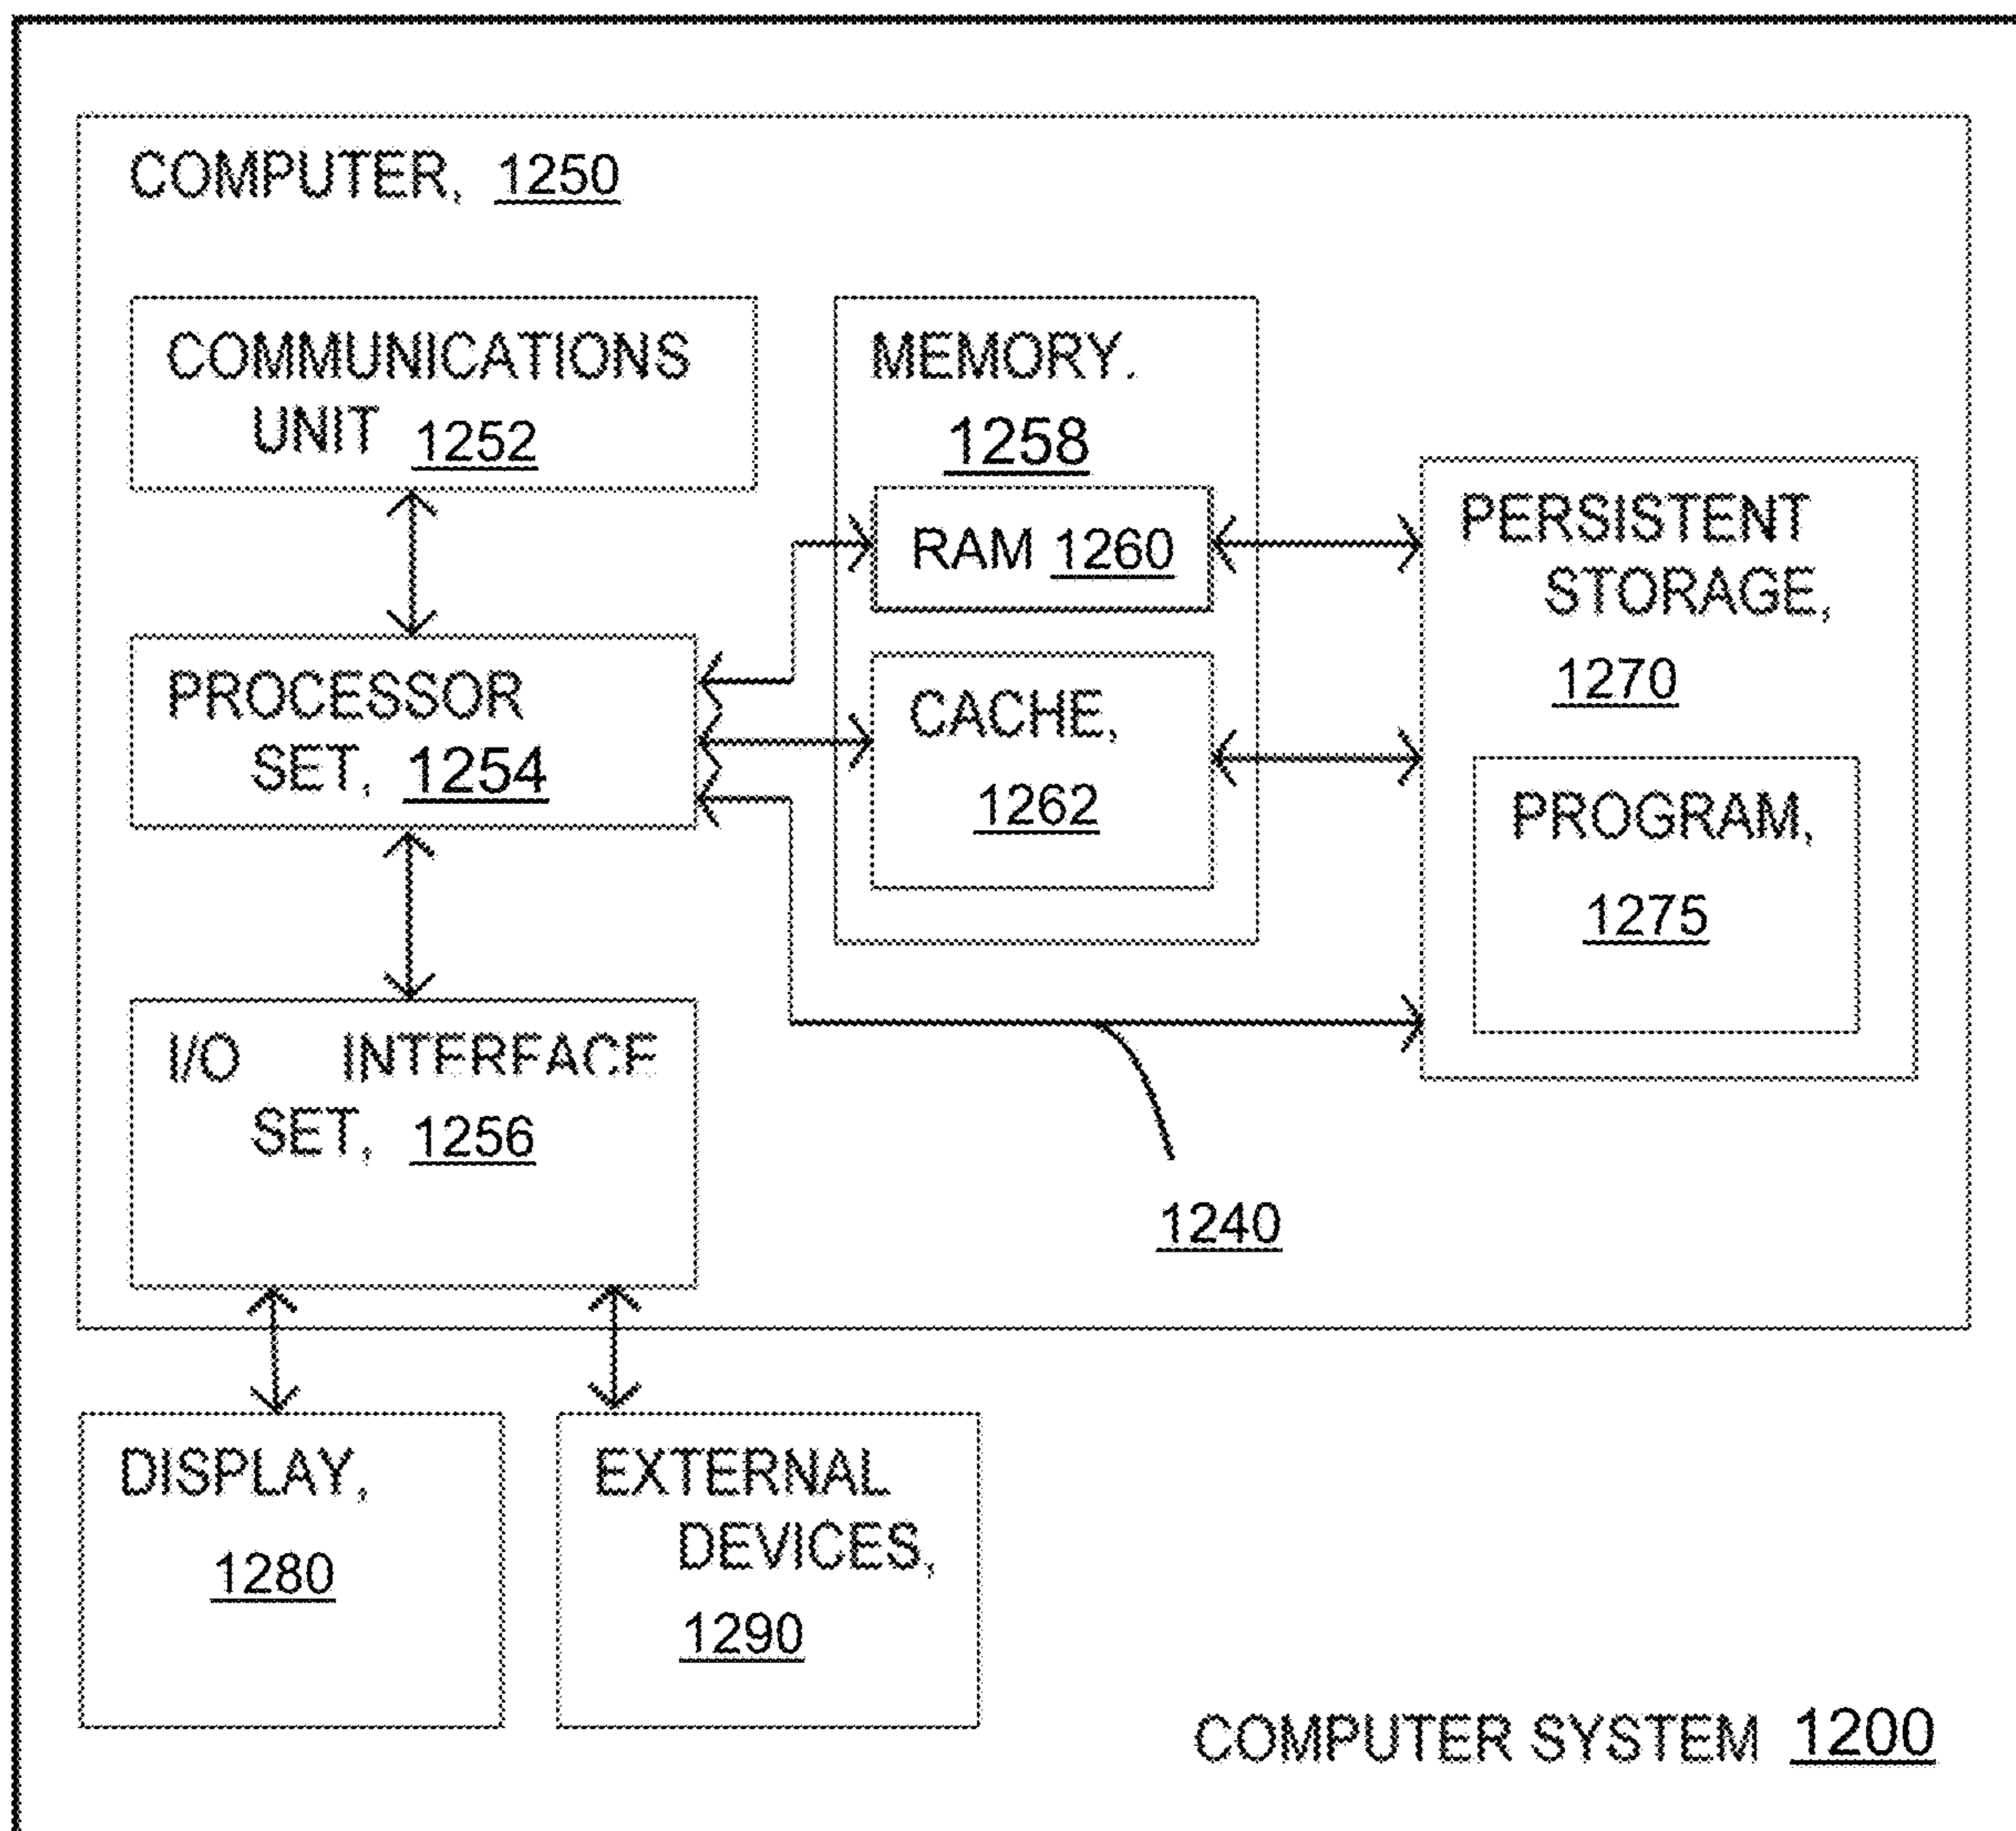 COMPUTER, 1250
COMMUNICATIONS
UNIT 1252
MEMORY.
1258
RAM 1260
PERSISTENT
STORAGE,
1270
PROCESSOR
SET, 1254
CACHE,
1262
PROGRAM,
1275
I/O INTERFACE
SET, 1256
1240
DISPLAY,
1280
EXTERNAL
DEVICES,
1290
COMPUTER SYSTEM 1200